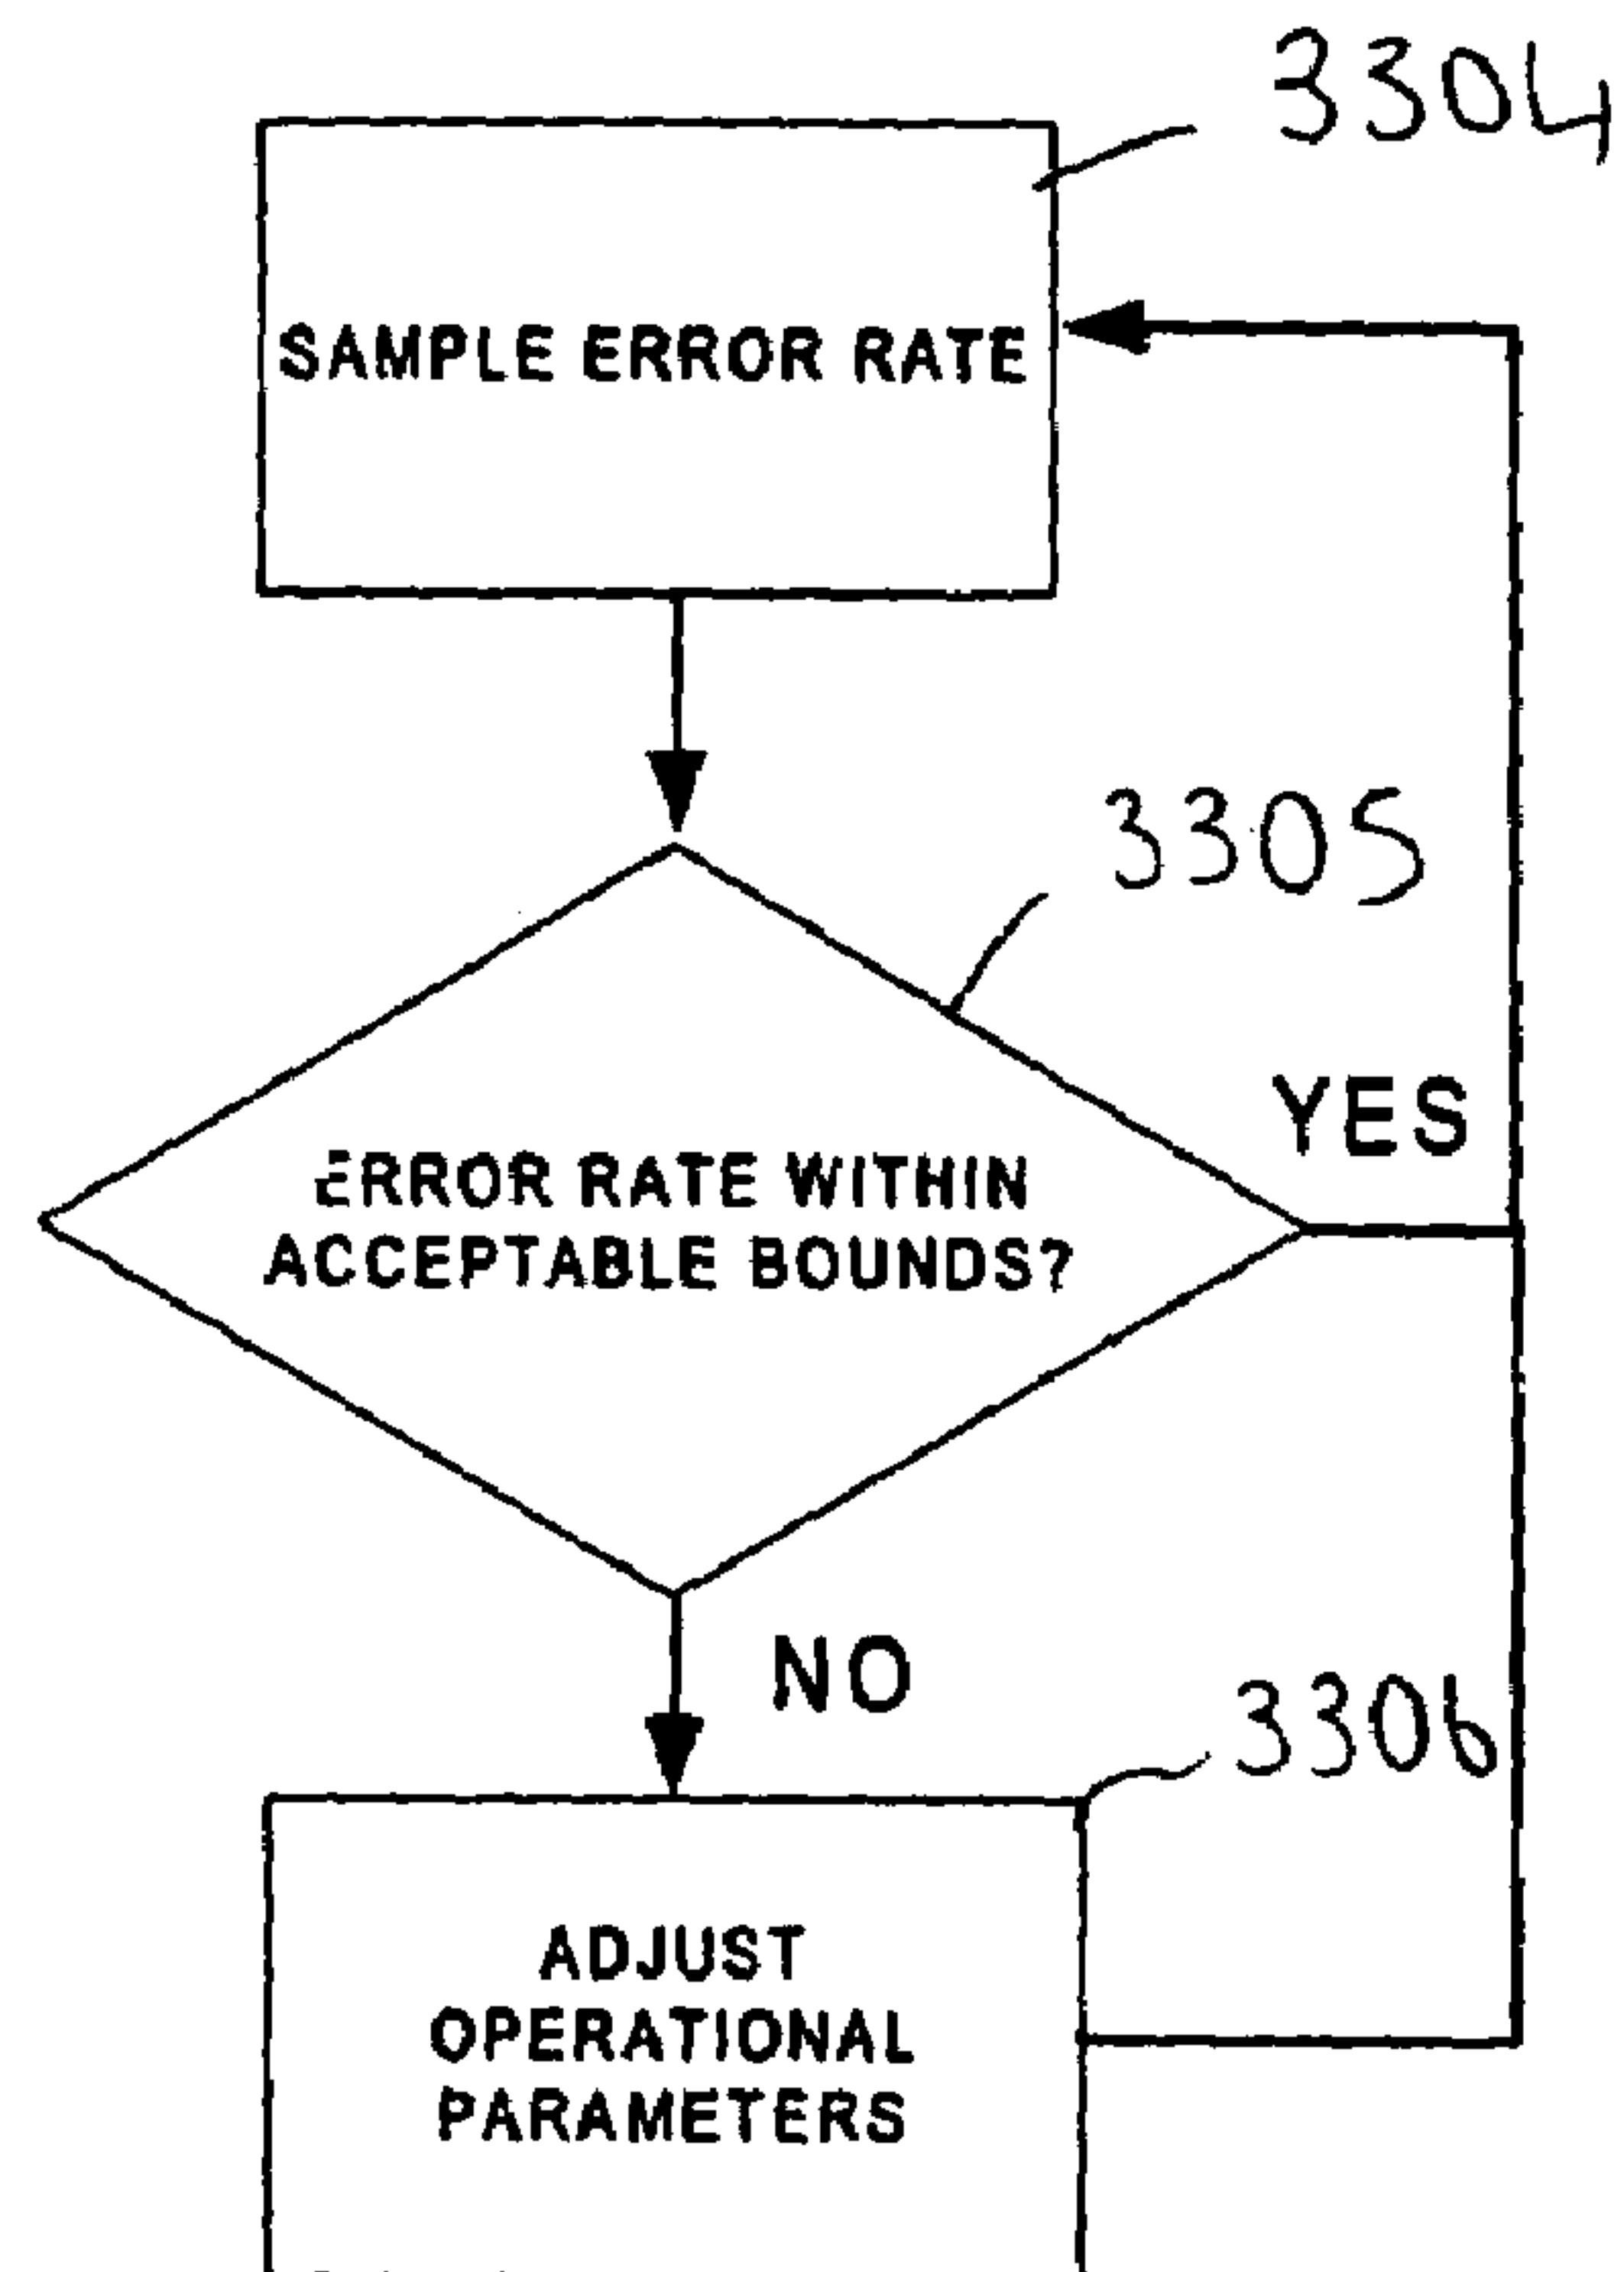 3304
SAMPLE ERROR RATE
3305
YES
ERROR RATE WITHIN
ACCEPTABLE BOUNDS?
NO
3306
ADJUST
OPERATIONAL
PARAMETERS